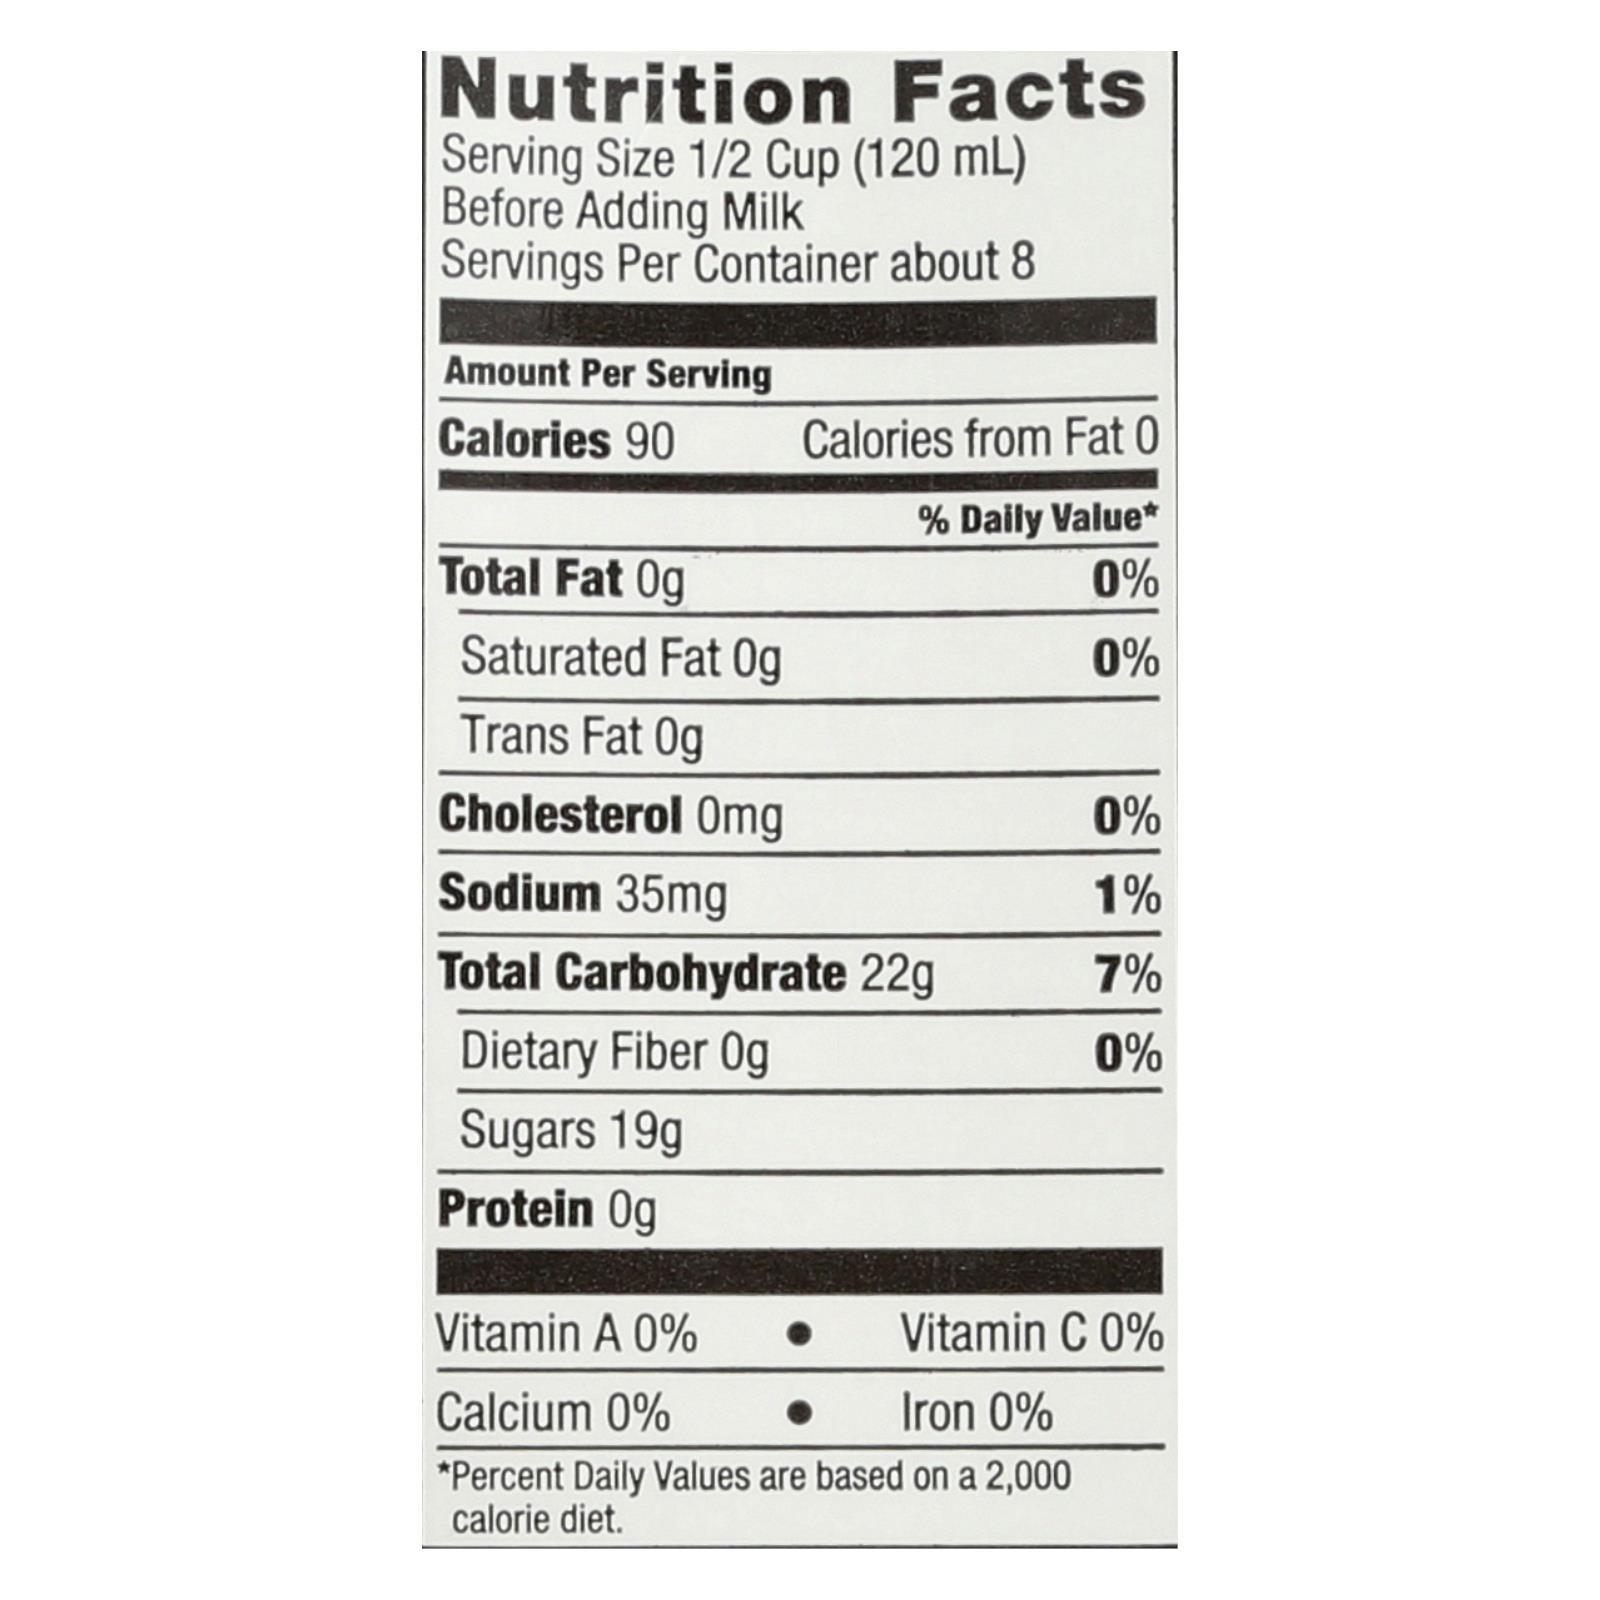 Nutrition Facts
Serving Size 1/2 Cup (120 mL)
Before Adding Milk
Servings Per Container about 8
Amount Per Serving
Calories 90 Calories from Fat 0
% Daily Value*
Total Fat 0g 0%
Saturated Fat 0g 0%
Trans Fat 0g
Cholesterol 0mg 0%
Sodium 35mg 1%
Total Carbohydrate 22g 7%
Dietary Fiber 0g 0%
Sugars 19g
Protein 0g
Vitamin A 0% ● Vitamin C 0%
Calcium 0% ● Iron 0%
*Percent Daily Values are based on a 2,000
calorie diet.